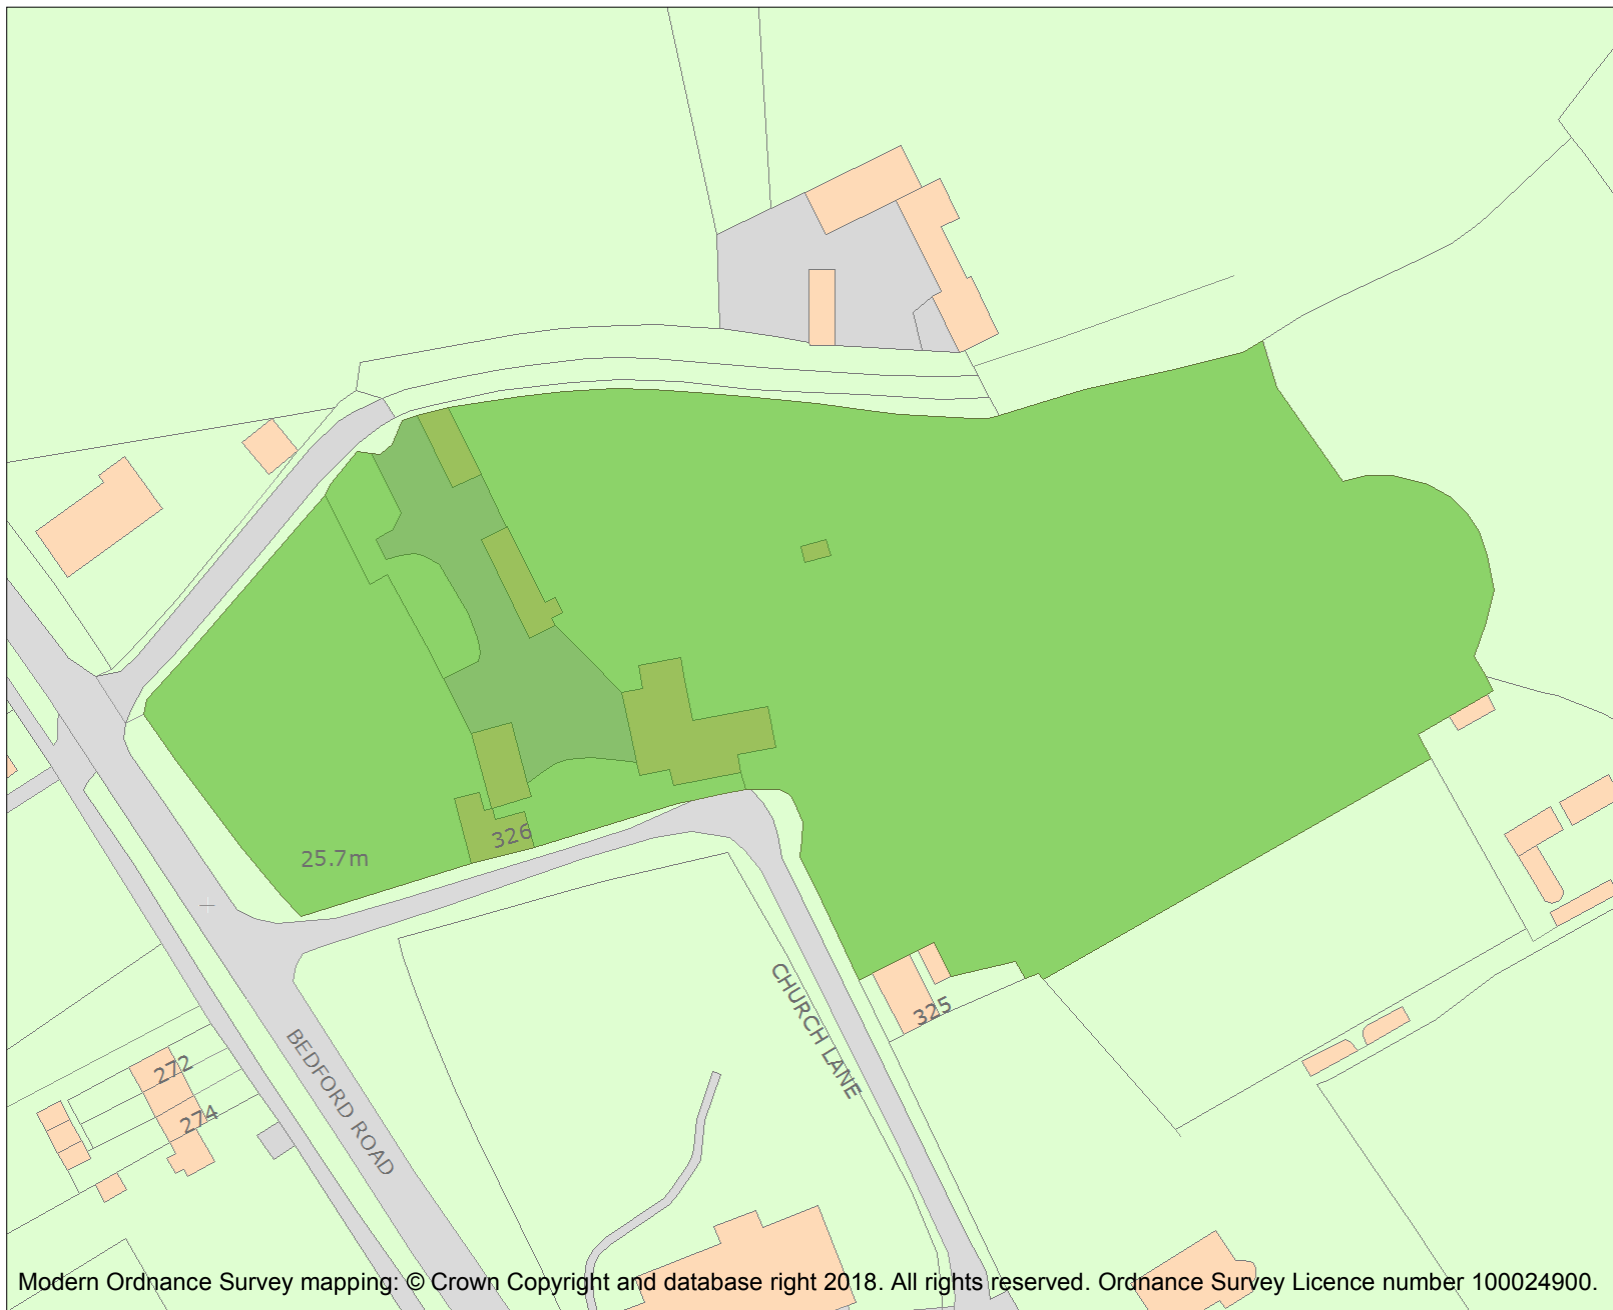 326
25.7m
CHURCH LANE
325
BEDFORD ROAD
272
274
Modern Ordnance Survey mapping: © Crown Copyright and database right 2018. All rights reserved. Ordnance Survey Licence number 100024900.